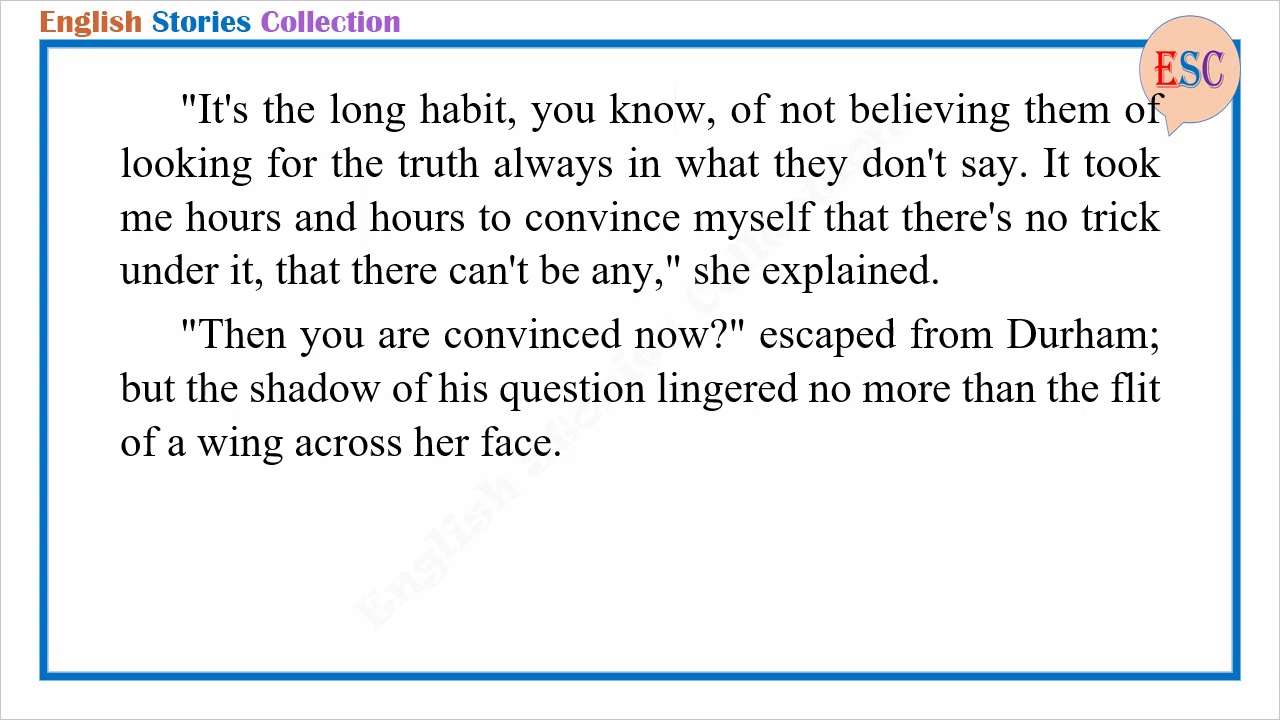 English Stories Collection
ESC
"It's the long habit, you know, of not believing them of
looking for the truth always in what they don't say. It took
me hours and hours to convince myself that there's no trick
under it, that there can't be any," she explained.
"Then you are convinced now?" escaped from Durham;
but the shadow of his question lingered no more than the flit
of a wing across her face.